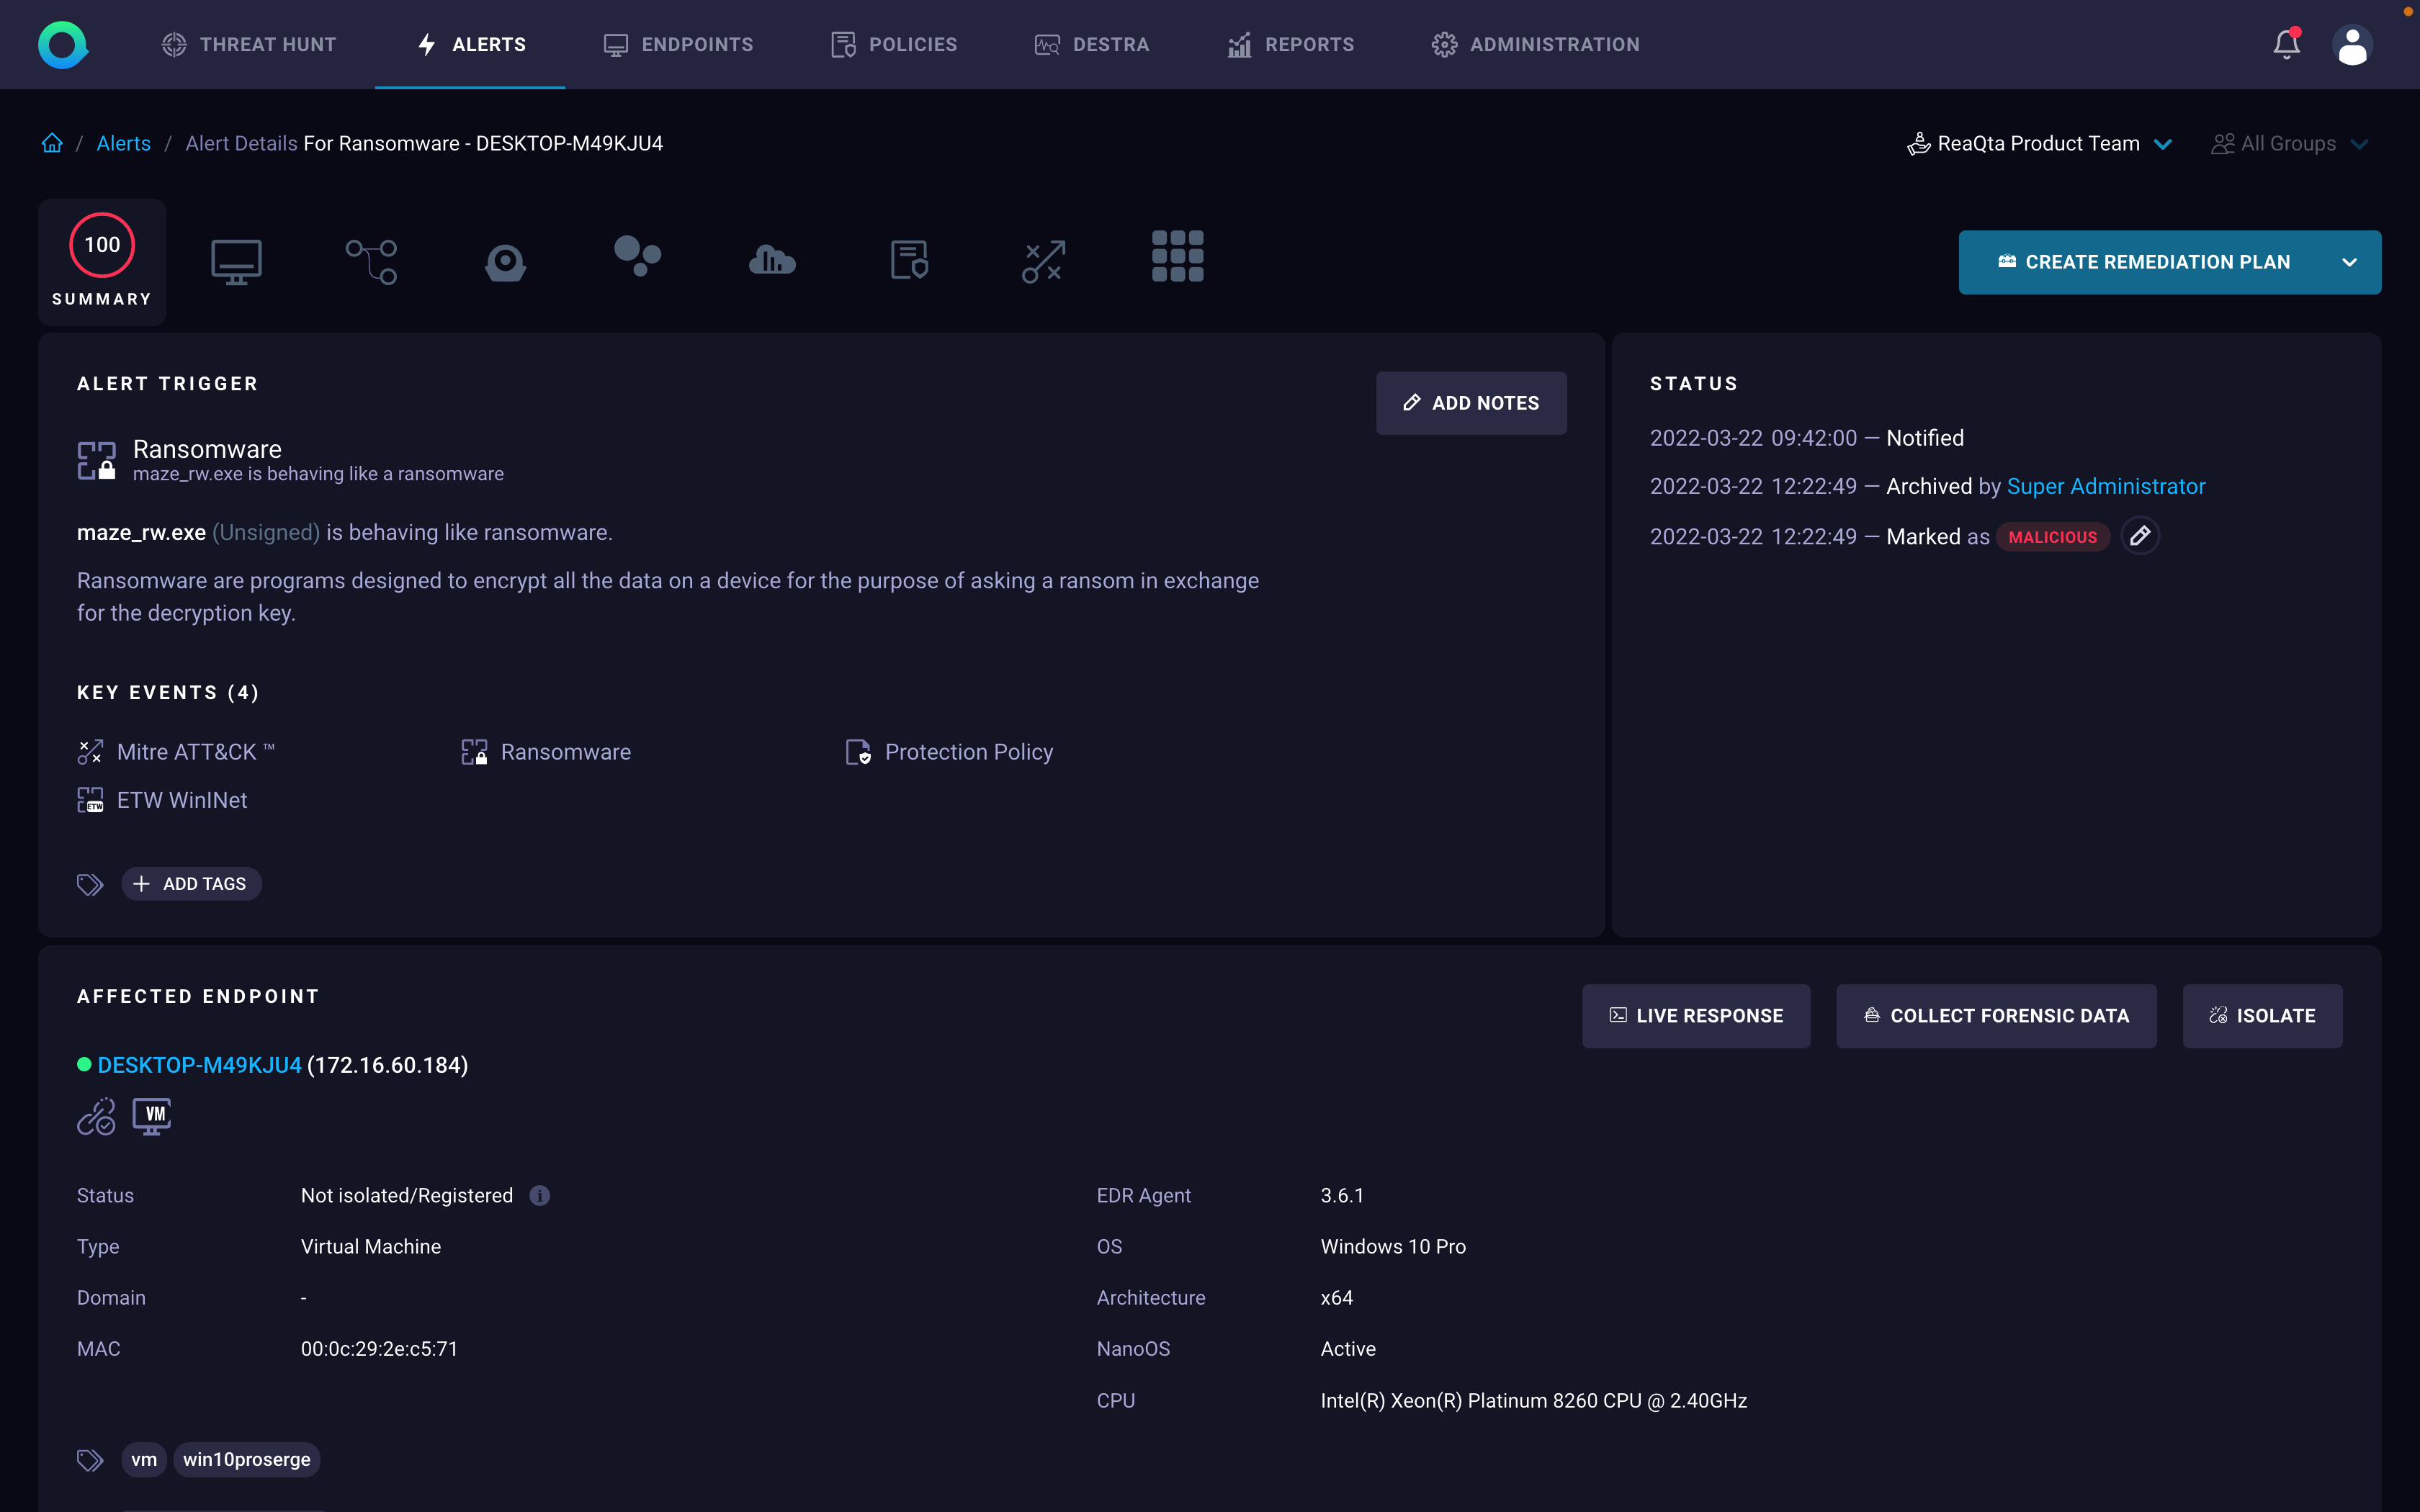 THREAT HUNT
ALERTS
ENDPOINTS
POLICIES
DESTRA
REPORTS
ADMINISTRATION
/ Alerts / Alert Details For Ransomware - DESKTOP-M49KJU4
ReaQta Product Team
All Groups
100
SUMMARY
CREATE REMEDIATION PLAN
ALERT TRIGGER
ADD NOTES
Ransomware
maze_rw.exe is behaving like a ransomware
maze_rw.exe (Unsigned) is behaving like ransomware.
Ransomware are programs designed to encrypt all the data on a device for the purpose of asking a ransom in exchange
for the decryption key.
KEY EVENTS (4)
Mitre ATT&CK ™
Ransomware
Protection Policy
ETW
ETW WinINet
ADD TAGS
STATUS
2022-03-22 09:42:00 — Notified
2022-03-22 12:22:49 — Archived by Super Administrator
2022-03-22 12:22:49 — Marked as MALICIOUS
AFFECTED ENDPOINT
LIVE RESPONSE
COLLECT FORENSIC DATA
ISOLATE
DESKTOP-M49KJU4 (172.16.60.184)
VM
Status Not isolated/Registered
Type Virtual Machine
Domain -
MAC 00:0c:29:2e:c5:71
EDR Agent 3.6.1
OS Windows 10 Pro
Architecture x64
NanoOS Active
CPU Intel(R) Xeon(R) Platinum 8260 CPU @ 2.40GHz
vm win10proserge